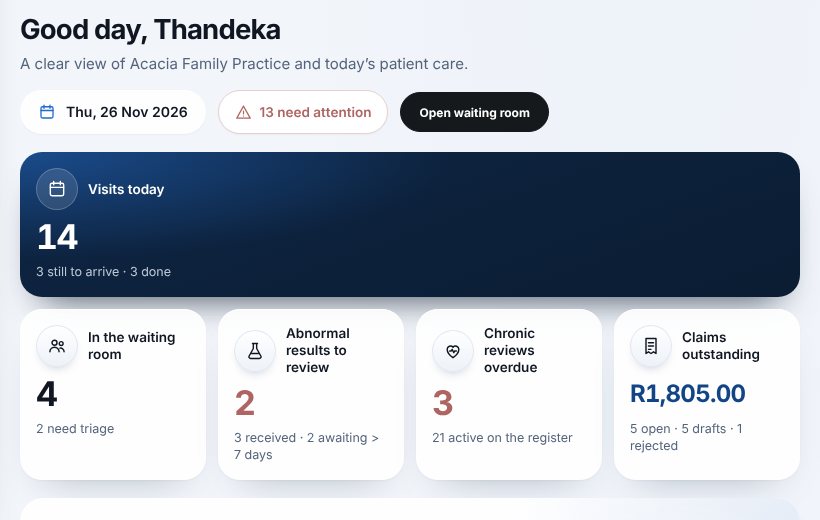 Good day, Thandeka
A clear view of Acacia Family Practice and today’s patient care.
Thu, 26 Nov 2026
13 need attention
Open waiting room
Visits today
14
3 still to arrive · 3 done
In the waiting
room
4
2 need triage
Abnormal
results to
review
2
3 received · 2 awaiting >
7 days
Chronic
reviews
overdue
3
21 active on the register
Claims
outstanding
R1,805.00
5 open · 5 drafts · 1
rejected